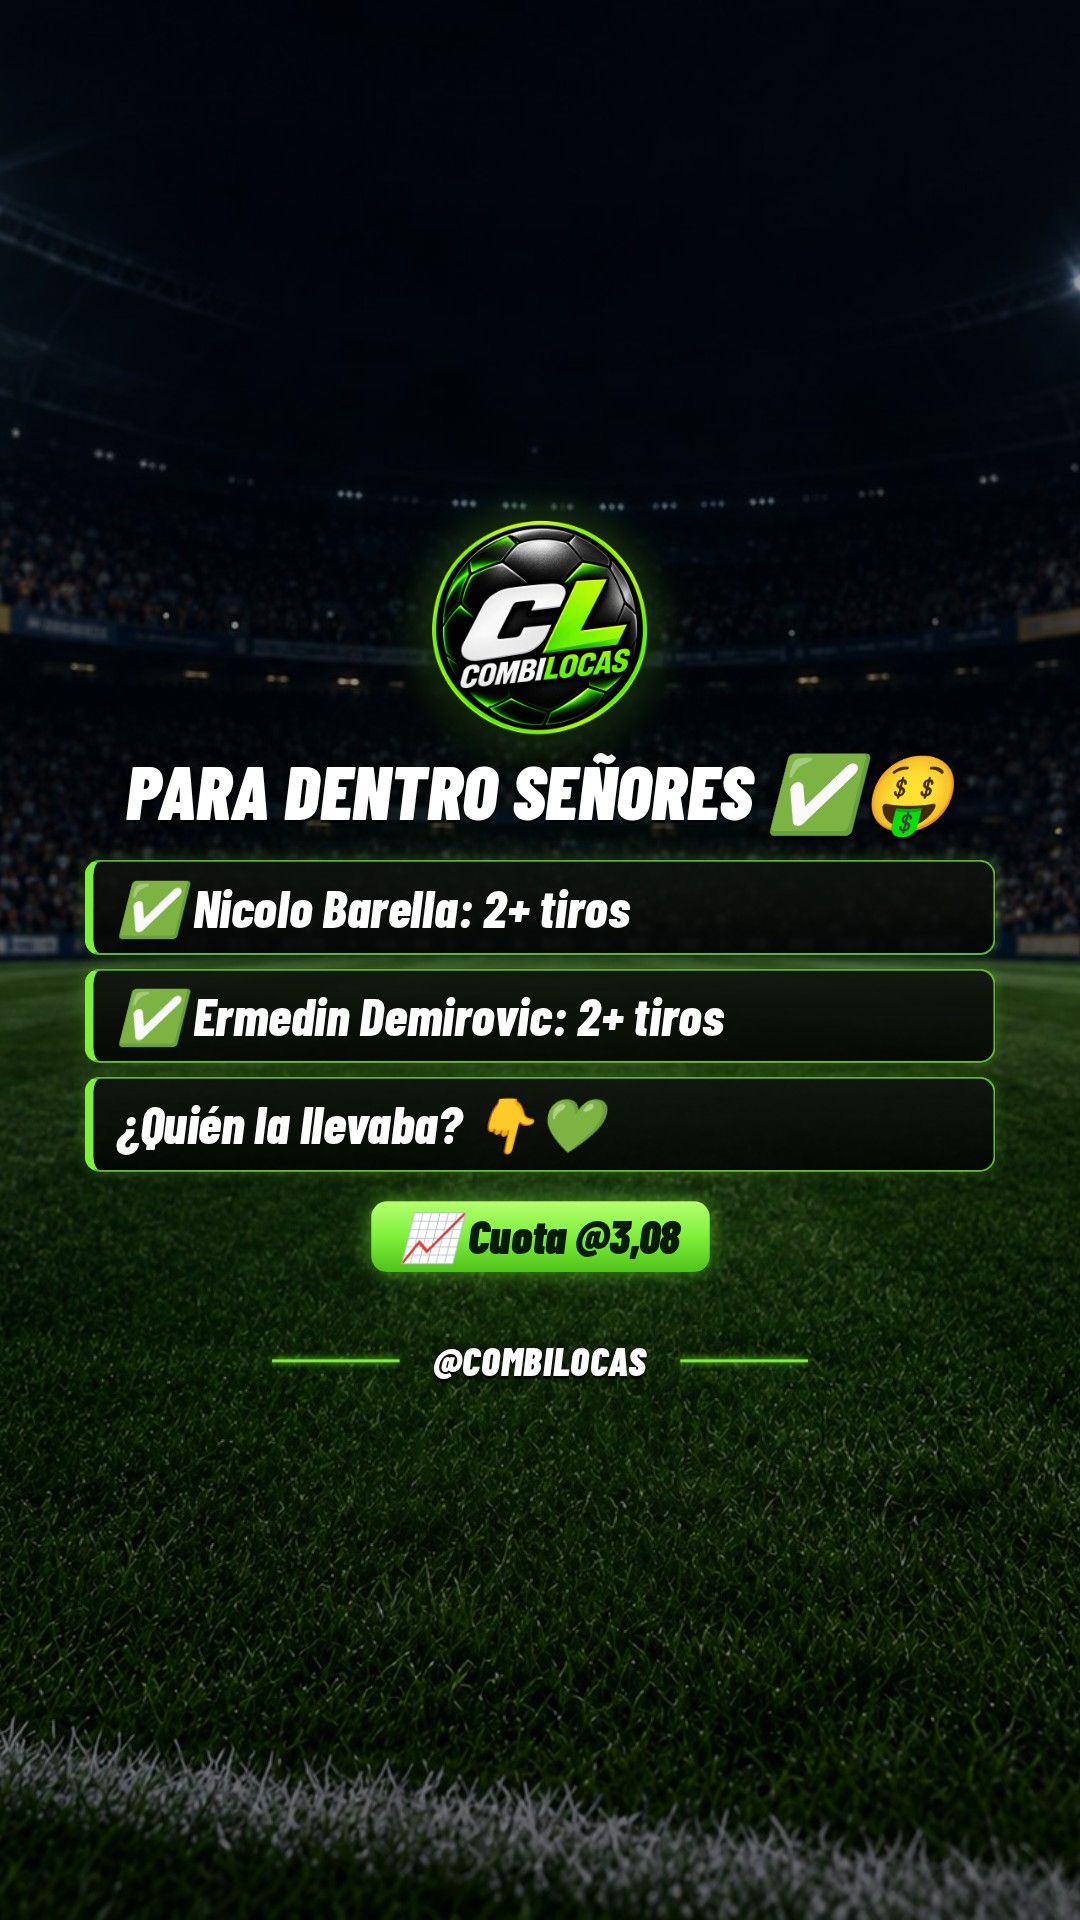 CL
COMBILOCAS
PARA DENTRO SEÑORES ✅🤑
✅ Nicolo Barella: 2+ tiros
✅ Ermedin Demirovic: 2+ tiros
¿Quién la llevaba? 👇💚
📈 Cuota @3,08
@COMBILOCAS